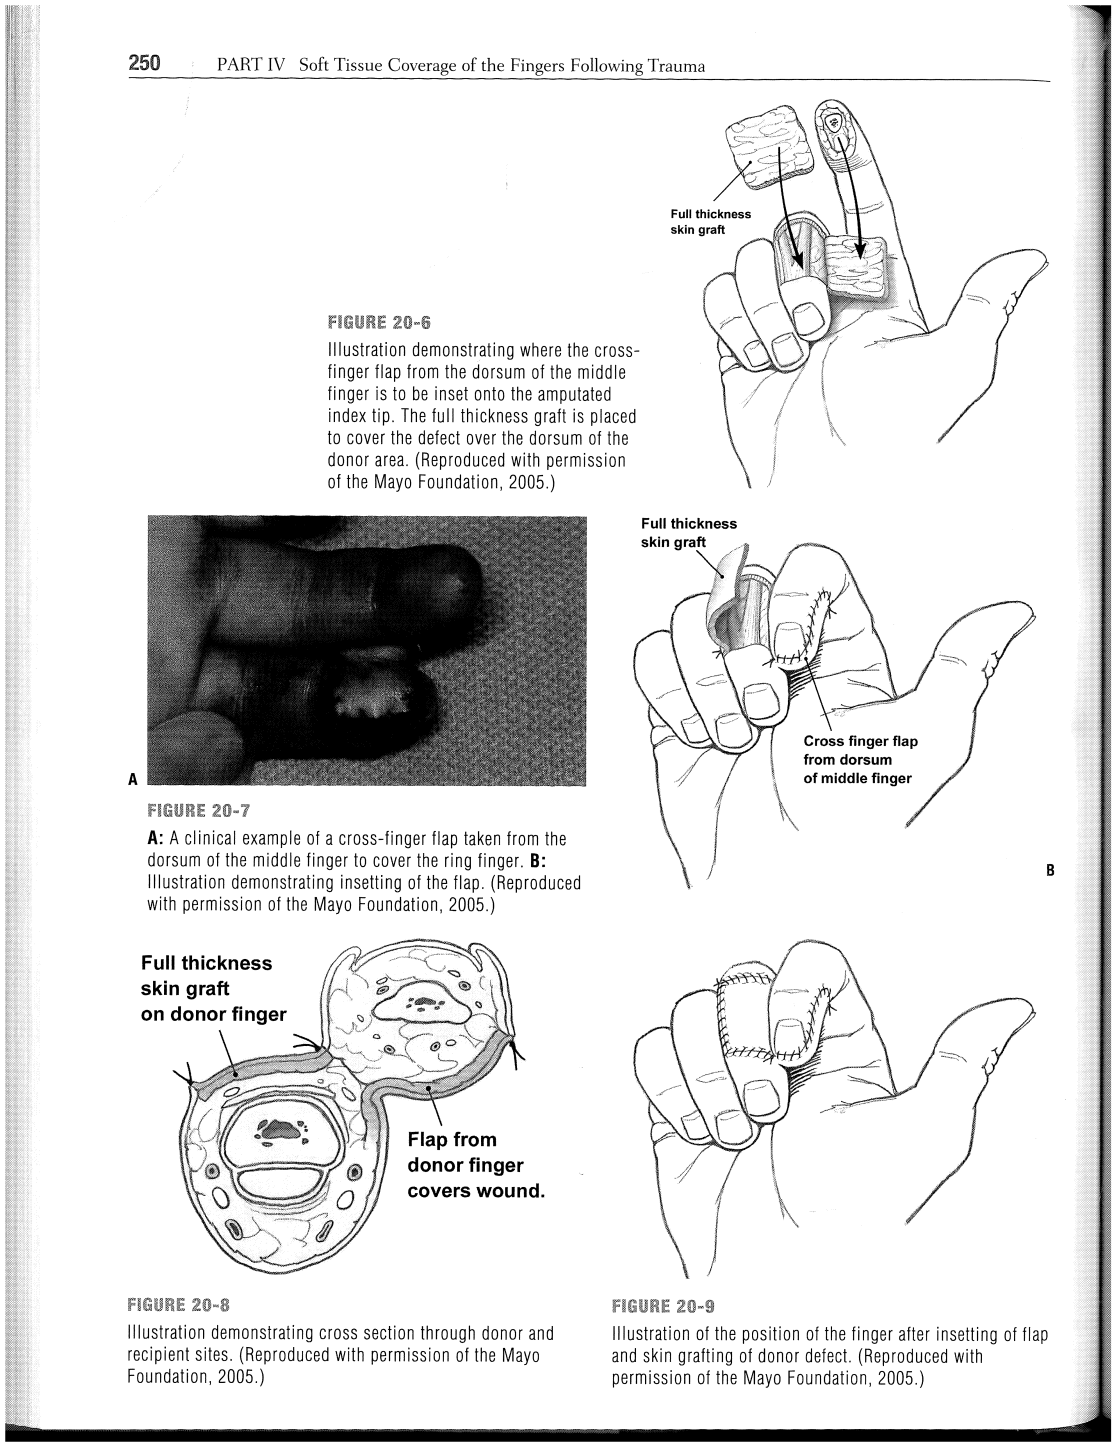 250 PART IV Soft Tissue Coverage of the Fingers Following Trauma
Full thickness
skin graft
FIGURE 20-6
Illustration demonstrating where the cross-
finger flap from the dorsum of the middle
finger is to be inset onto the amputated
index tip. The full thickness graft is placed
to cover the defect over the dorsum of the
donor area. (Reproduced with permission
of the Mayo Foundation, 2005.)
Full thickness
skin graft
Cross finger flap
from dorsum
of middle finger
A
B
FIGURE 20-7
A: A clinical example of a cross-finger flap taken from the
dorsum of the middle finger to cover the ring finger. B:
Illustration demonstrating insetting of the flap. (Reproduced
with permission of the Mayo Foundation, 2005.)
Full thickness
skin graft
on donor finger
Flap from
donor finger
covers wound.
FIGURE 20-8
Illustration demonstrating cross section through donor and
recipient sites. (Reproduced with permission of the Mayo
Foundation, 2005.)
FIGURE 20-9
Illustration of the position of the finger after insetting of flap
and skin grafting of donor defect. (Reproduced with
permission of the Mayo Foundation, 2005.)